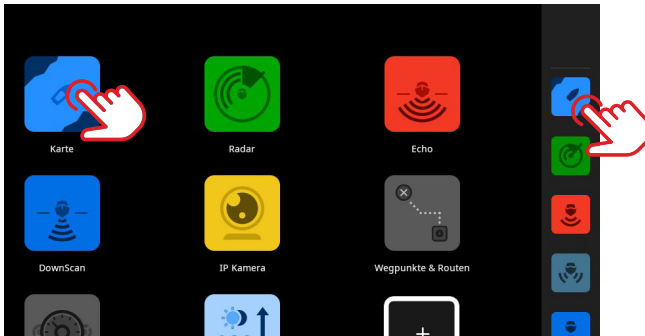 Karte
Radar
Echo
DownScan
IP Kamera
Wegpunkte & Routen